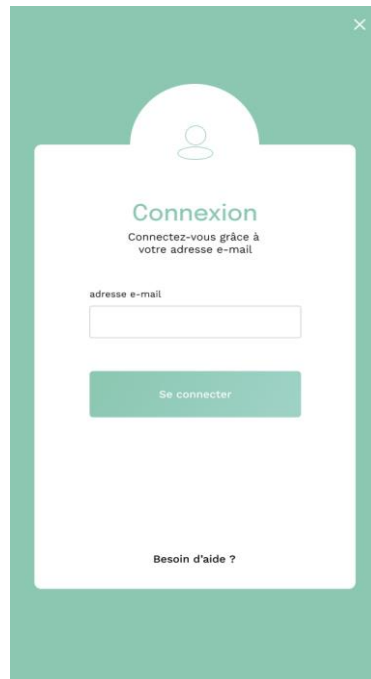 Connexion
Connectez-vous grâce à
votre adresse e-mail
adresse e-mail
Se connecter
Besoin d'aide ?